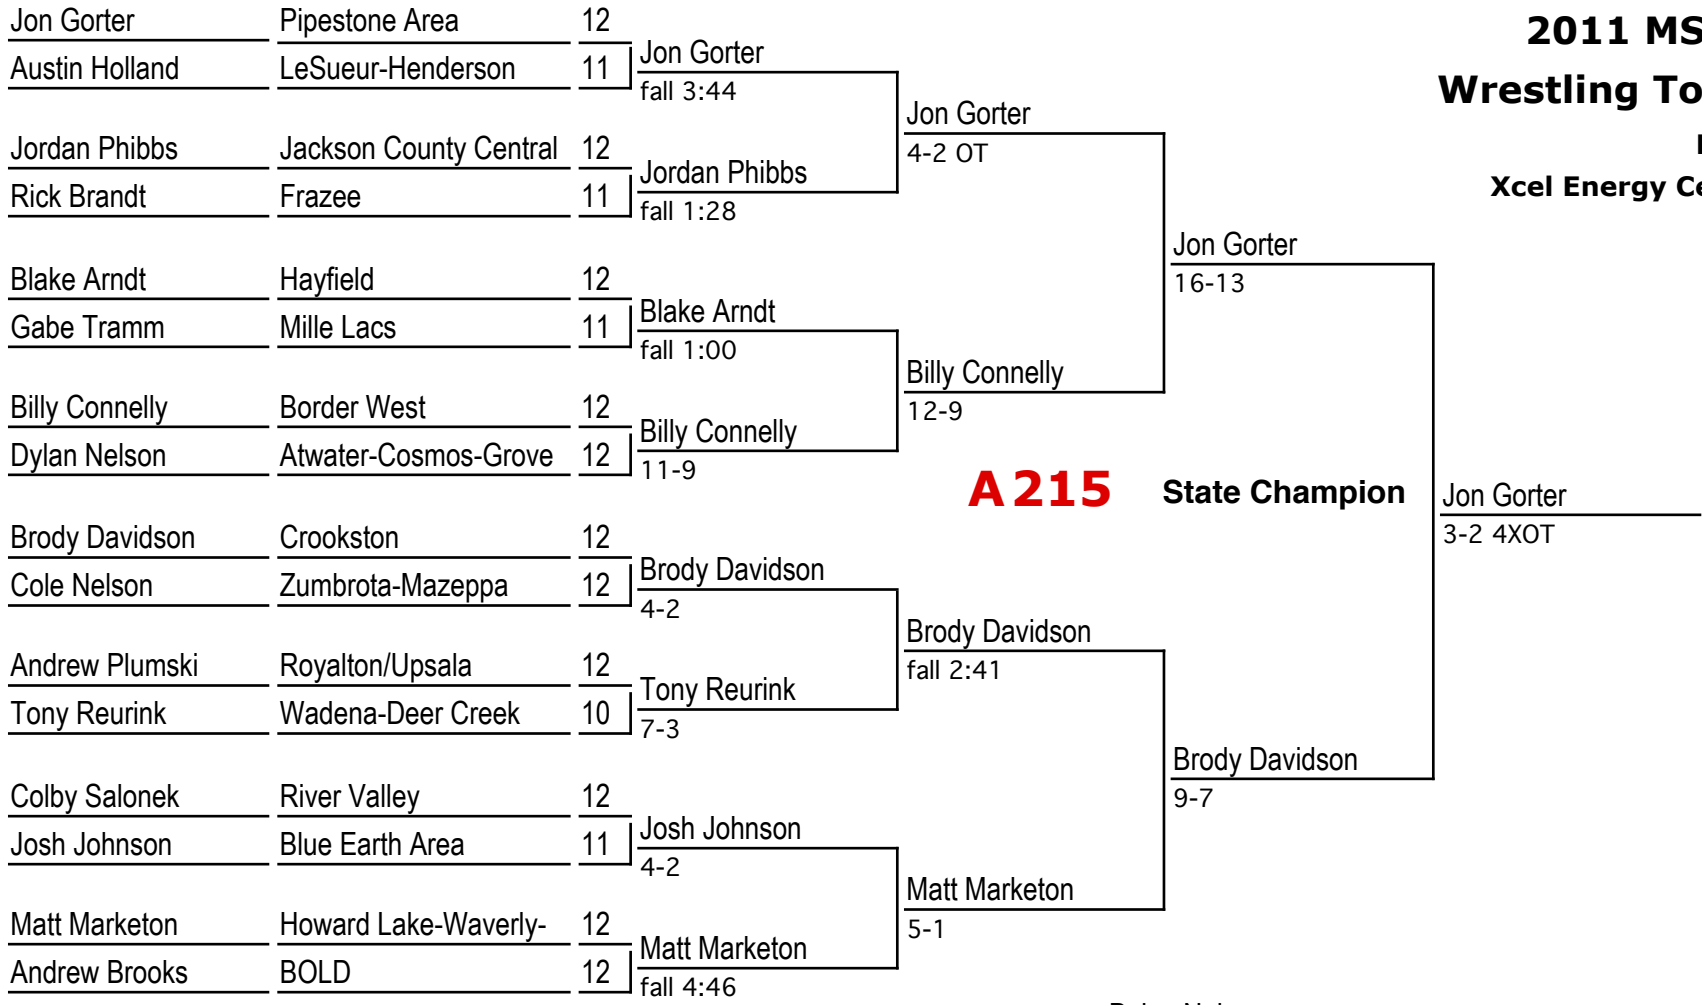 Jon Gorter Pipestone Area 12
Austin Holland LeSueur-Henderson 11
Jordan Phibbs Jackson County Central 12
Rick Brandt Frazee 11
Blake Arndt Hayfield 12
Gabe Tramm Mille Lacs 11
Billy Connelly Border West 12
Dylan Nelson Atwater-Cosmos-Grove 12
Brody Davidson Crookston 12
Cole Nelson Zumbrota-Mazeppa 12
Andrew Plumski Royalton/Upsala 12
Tony Reurink Wadena-Deer Creek 10
Colby Salonek River Valley 12
Josh Johnson Blue Earth Area 11
Matt Marketon Howard Lake-Waverly- 12
Andrew Brooks BOLD 12
Jon Gorter
fall 3:44
Jordan Phibbs
fall 1:28
Blake Arndt
fall 1:00
Billy Connelly
11-9
Brody Davidson
4-2
Tony Reurink
7-3
Josh Johnson
4-2
Matt Marketon
fall 4:46
Jon Gorter
4-2 OT
Billy Connelly
12-9
Brody Davidson
fall 2:41
Matt Marketon
5-1
Jon Gorter
16-13
Brody Davidson
9-7
A 215 State Champion
Jon Gorter
3-2 4XOT
2011 MS
Wrestling To
Xcel Energy Ce